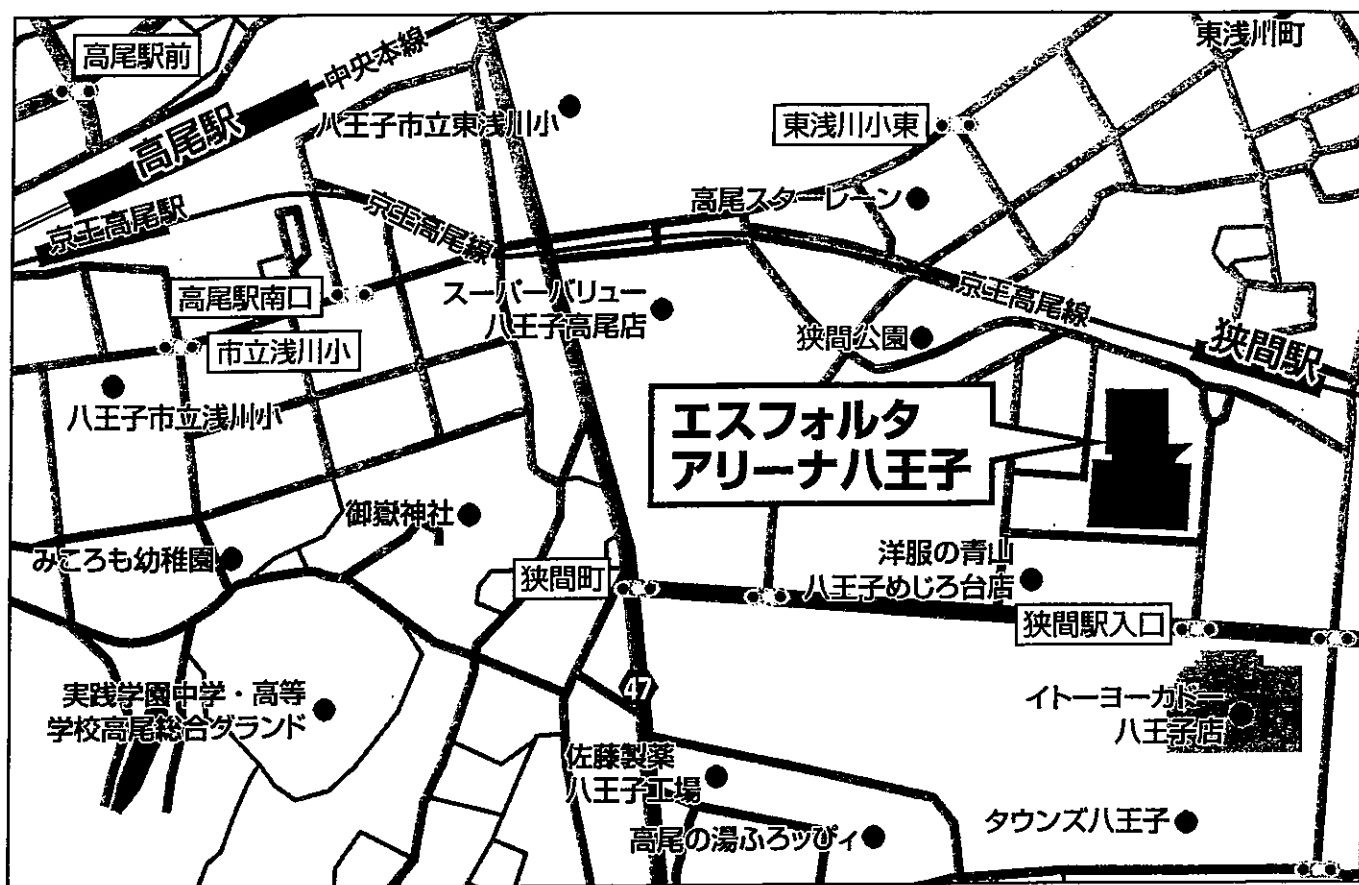 高尾駅前
中央本線
東浅川町
高尾駅
八王子市立東浅川小
東浅川小東
京王高尾駅
京王高尾線
高尾スターレーン
高尾駅南口
スーパーバリュー
八王子高尾店
京王高尾線
狭間公園
狭間駅
市立浅川小
八王子市立浅川小
エスフォルタ
アリーナ八王子
御嶽神社
みころも幼稚園
狭間町
洋服の青山
八王子めじろ台店
狭間駅入口
47
実践学園中学・高等
学校高尾総合グランド
イトーヨーカドー
八王子店
佐藤製薬
八王子工場
高尾の湯ふろッぴィ
タウンズ八王子